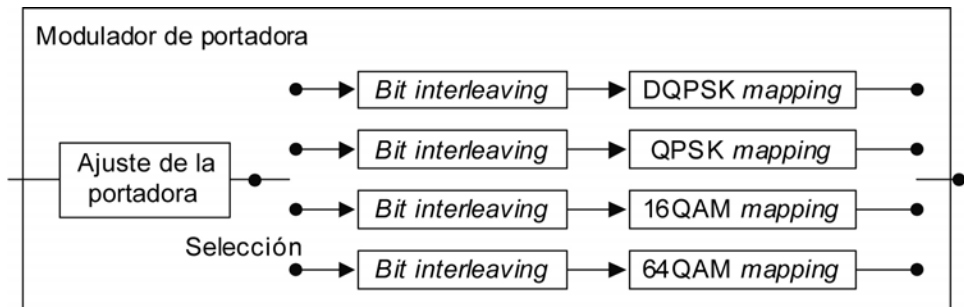 Modulador de portadora
Bit interleaving
DQPSK mapping
Bit interleaving
QPSK mapping
Ajuste de la
portadora
Bit interleaving
16QAM mapping
Selección
Bit interleaving
64QAM mapping